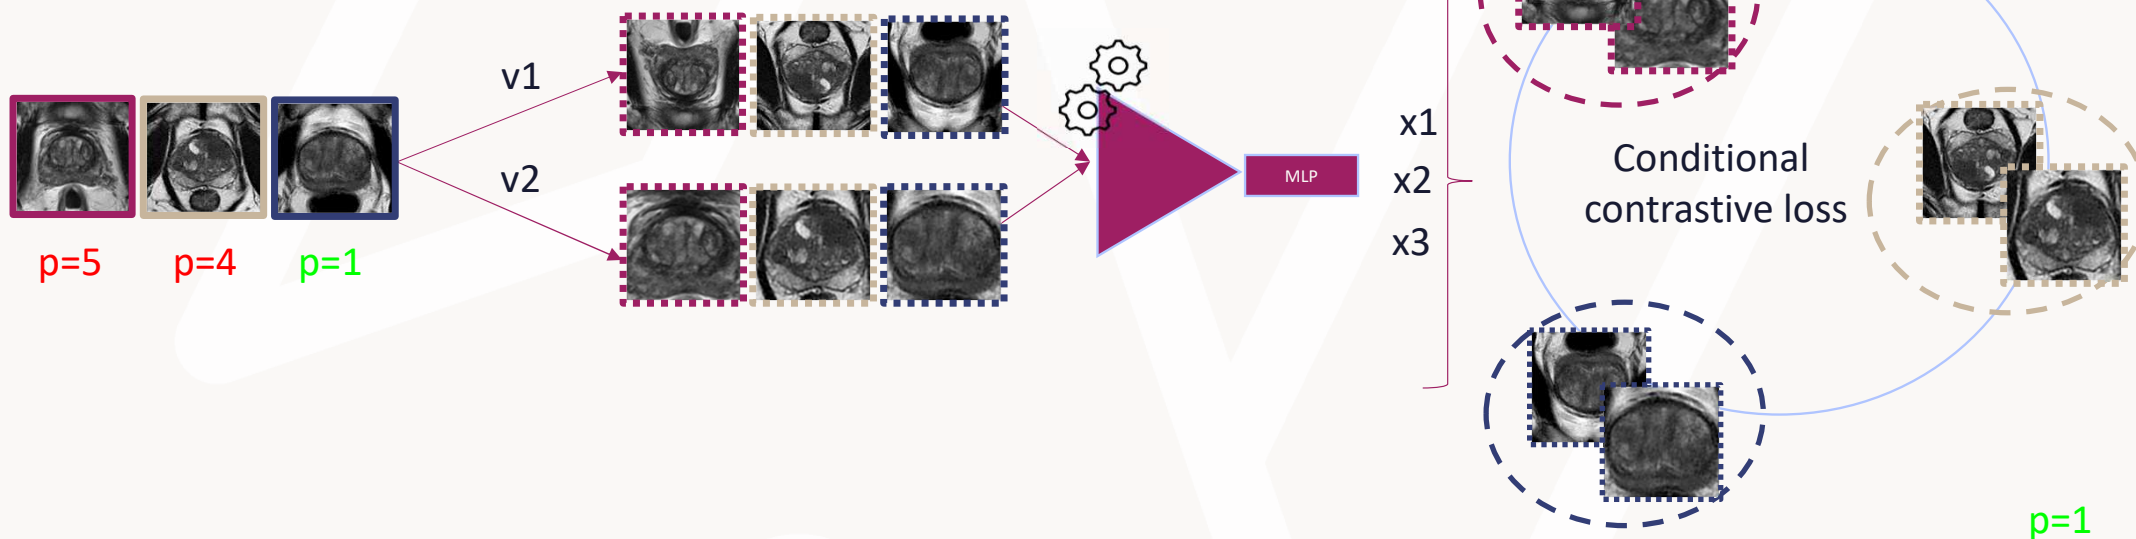 v1
v2
p=5
p=4
p=1
MLP
x1
x2
x3
Conditional
contrastive loss
p=1